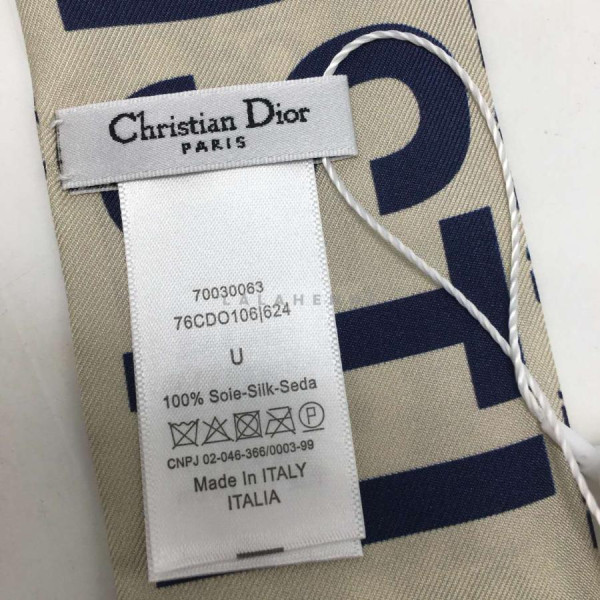 Christian Dior
PARIS
70030063
LALAHE
76CDO106|624
U
100% Soie-Silk-Seda
P
CNPJ 02-046-366/0003-99
Made In ITALY
ITALIA